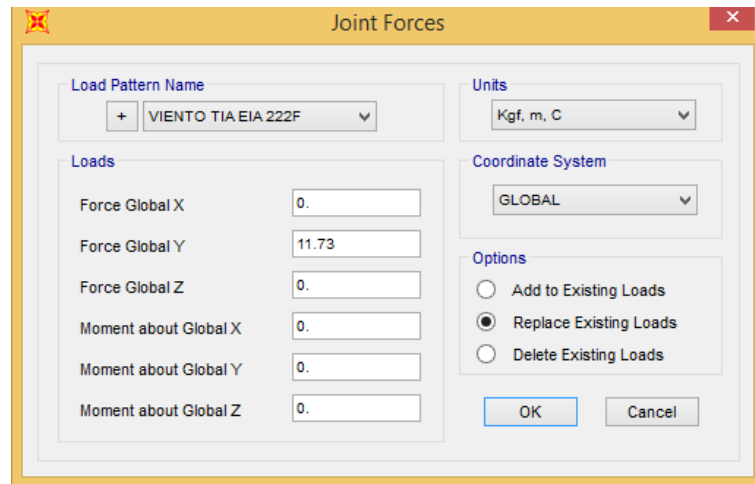 Joint Forces
Load Pattern Name
+ VIENTO TIA EIA 222F
Units
Kgf, m, C
Loads
Force Global X 0.
Force Global Y 11.73
Force Global Z 0.
Moment about Global X 0.
Moment about Global Y 0.
Moment about Global Z 0.
Coordinate System
GLOBAL
Options
Add to Existing Loads
Replace Existing Loads
Delete Existing Loads
OK Cancel